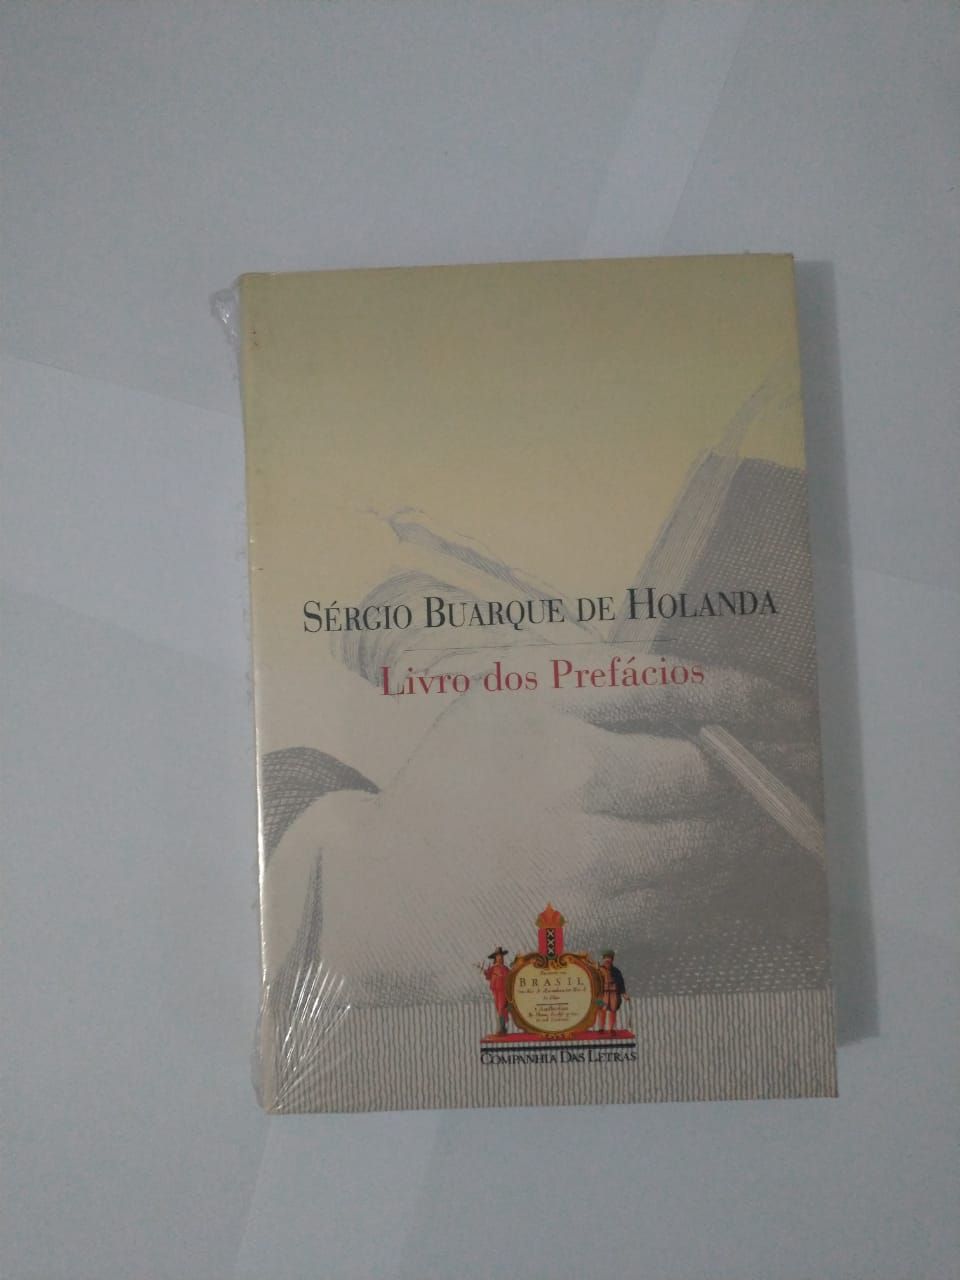 SÉRGIO BUARQUE DE HOLANDA
Livro dos Prefácios
BRASIL
COMPANHIA DAS LETRAS